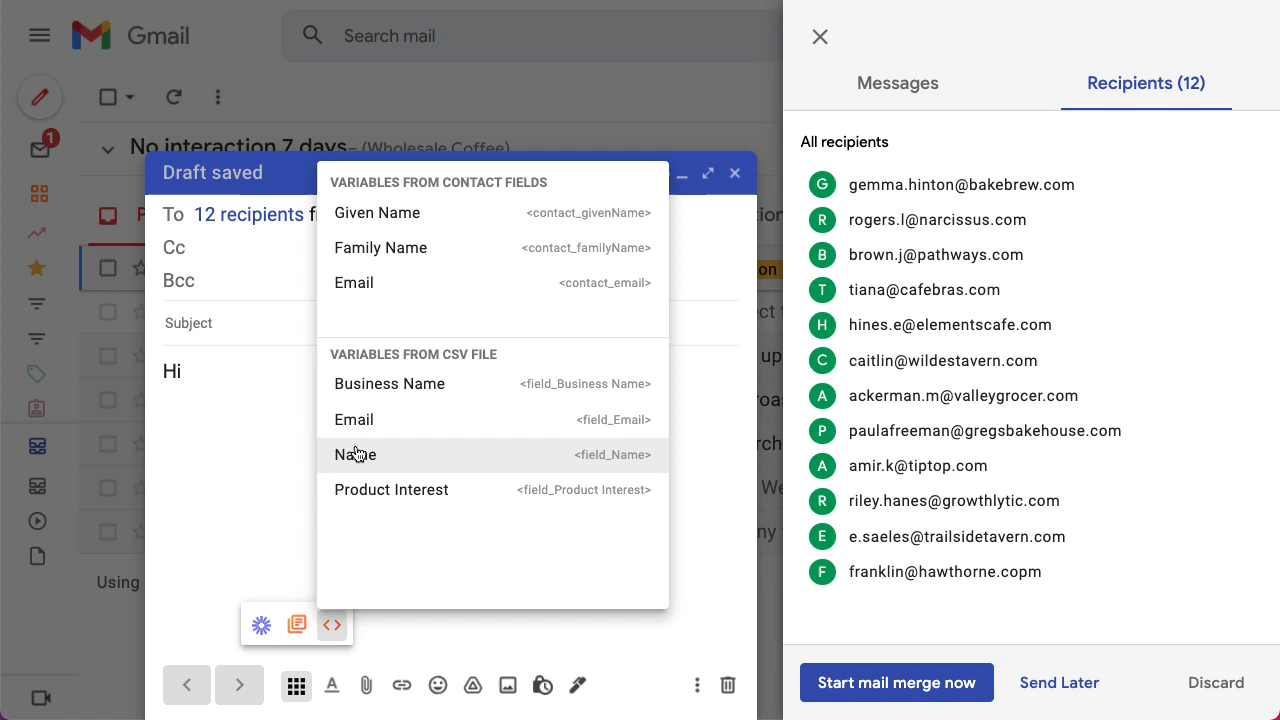 Gmail
Search mail
1
No interaction 7 days – (Wholesale Coffee)
Draft saved
To 12 recipients
Cc
Bcc
Subject
Hi
Using
VARIABLES FROM CONTACT FIELDS
Given Name <contact_givenName>
Family Name <contact_familyName>
Email <contact_email>
VARIABLES FROM CSV FILE
Business Name <field_Business Name>
Email <field_Email>
Name <field_Name>
Product Interest <field_Product Interest>
Messages
Recipients (12)
All recipients
G gemma.hinton@bakebrew.com
R rogers.l@narcissus.com
B brown.j@pathways.com
T tiana@cafebras.com
H hines.e@elementscafe.com
C caitlin@wildestavern.com
A ackerman.m@valleygrocer.com
P paulafreeman@gregsbakehouse.com
A amir.k@tiptop.com
R riley.hanes@growthlytic.com
E e.saeles@trailsidetavern.com
F franklin@hawthorne.copm
Start mail merge now
Send Later
Discard